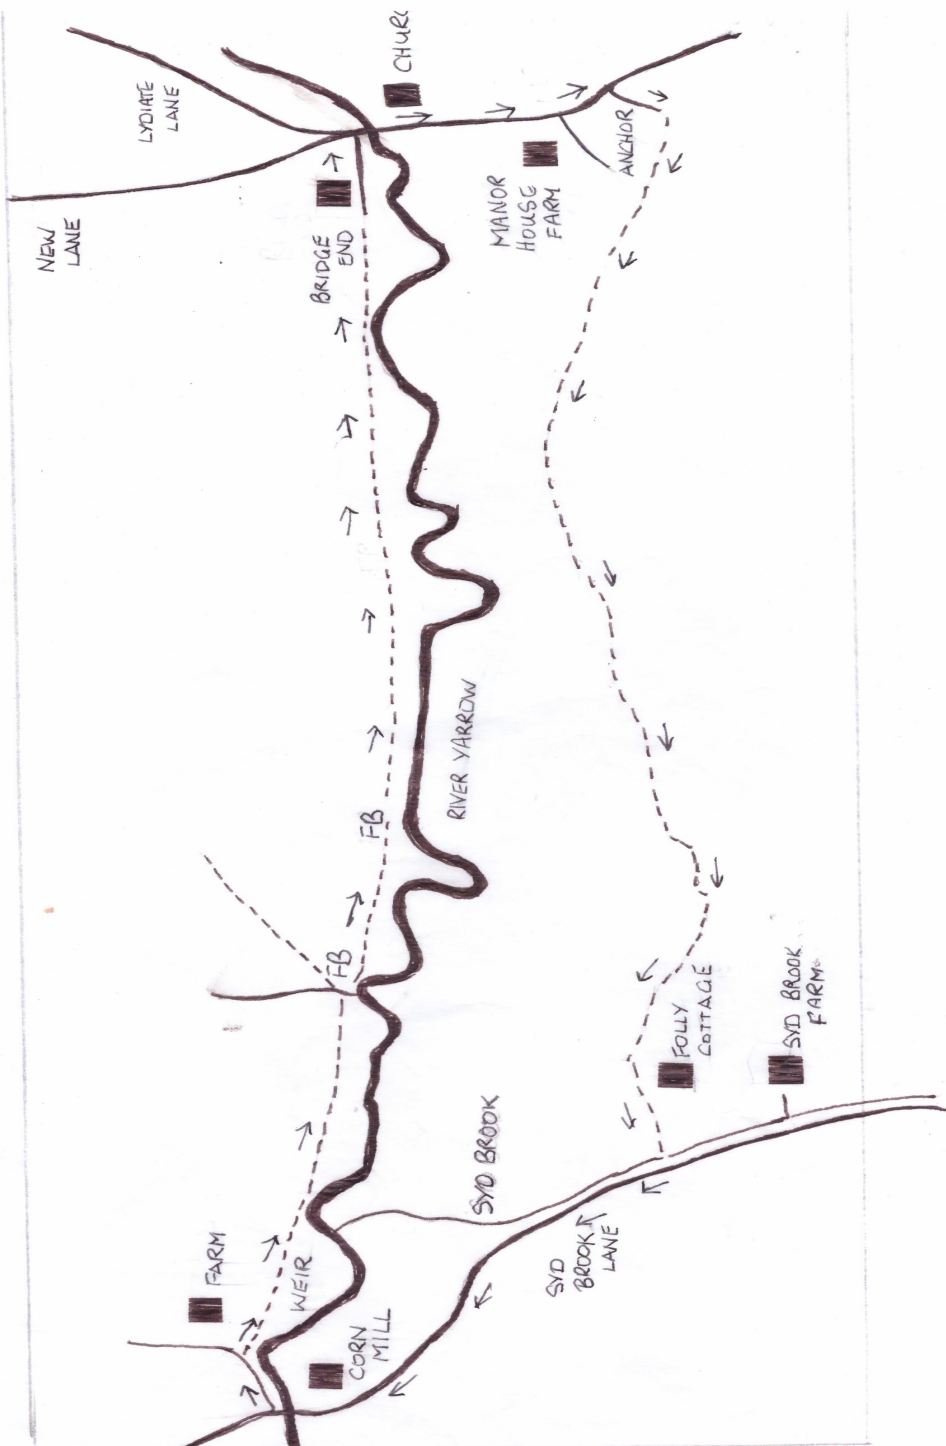 NEW
LANE
LYDIATE
LANE
FARM
WEIR
BRIDGE
END
FB
FB
CORN
MILL
CHURC
RIVER YARROW
SYD BROOK
MANOR
HOUSE
FARM
SYD
BROOK
LANE
ANCHOR
FOLLY
COTTAGE
SYD BROOK
FARM